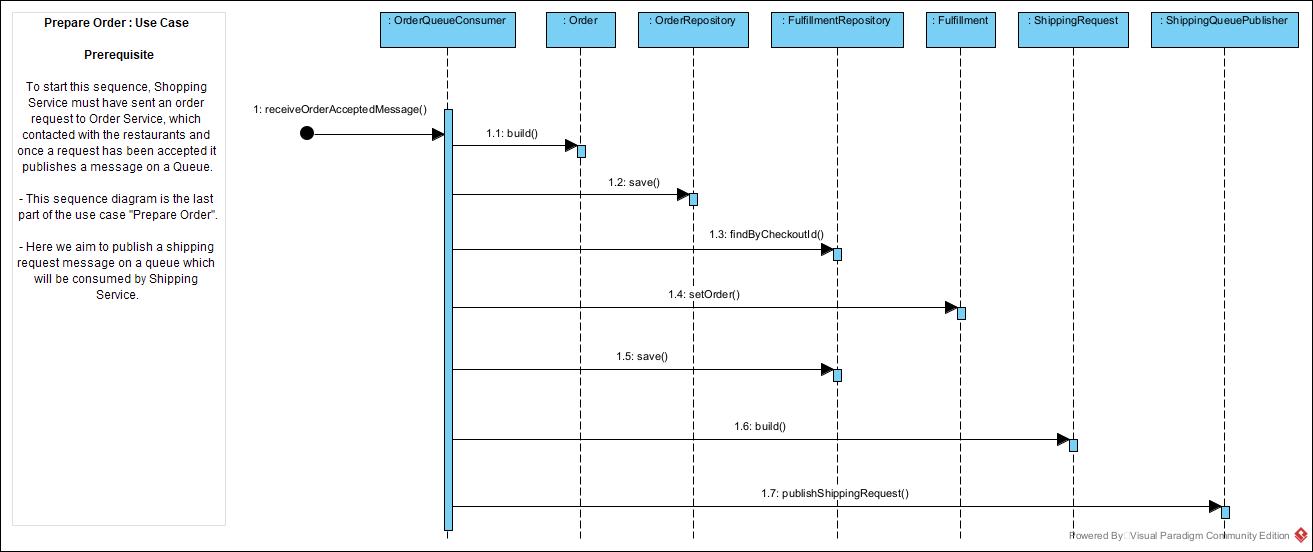 Prepare Order : Use Case
Prerequisite
To start this sequence, Shopping
Service must have sent an order
request to Order Service, which
contacted with the restaurants and
once a request has been accepted it
publishes a message on a Queue.
- This sequence diagram is the last
part of the use case "Prepare Order".
- Here we aim to publish a shipping
request message on a queue which
will be consumed by Shipping
Service.
: OrderQueueConsumer
: Order
: OrderRepository
: FulfillmentRepository
: Fulfillment
: ShippingRequest
: ShippingQueuePublisher
1: receiveOrderAcceptedMessage()
1.1: build()
1.2: save()
1.3: findByCheckoutId()
1.4: setOrder()
1.5: save()
1.6: build()
1.7: publishShippingRequest()
Powered By: Visual Paradigm Community Edition